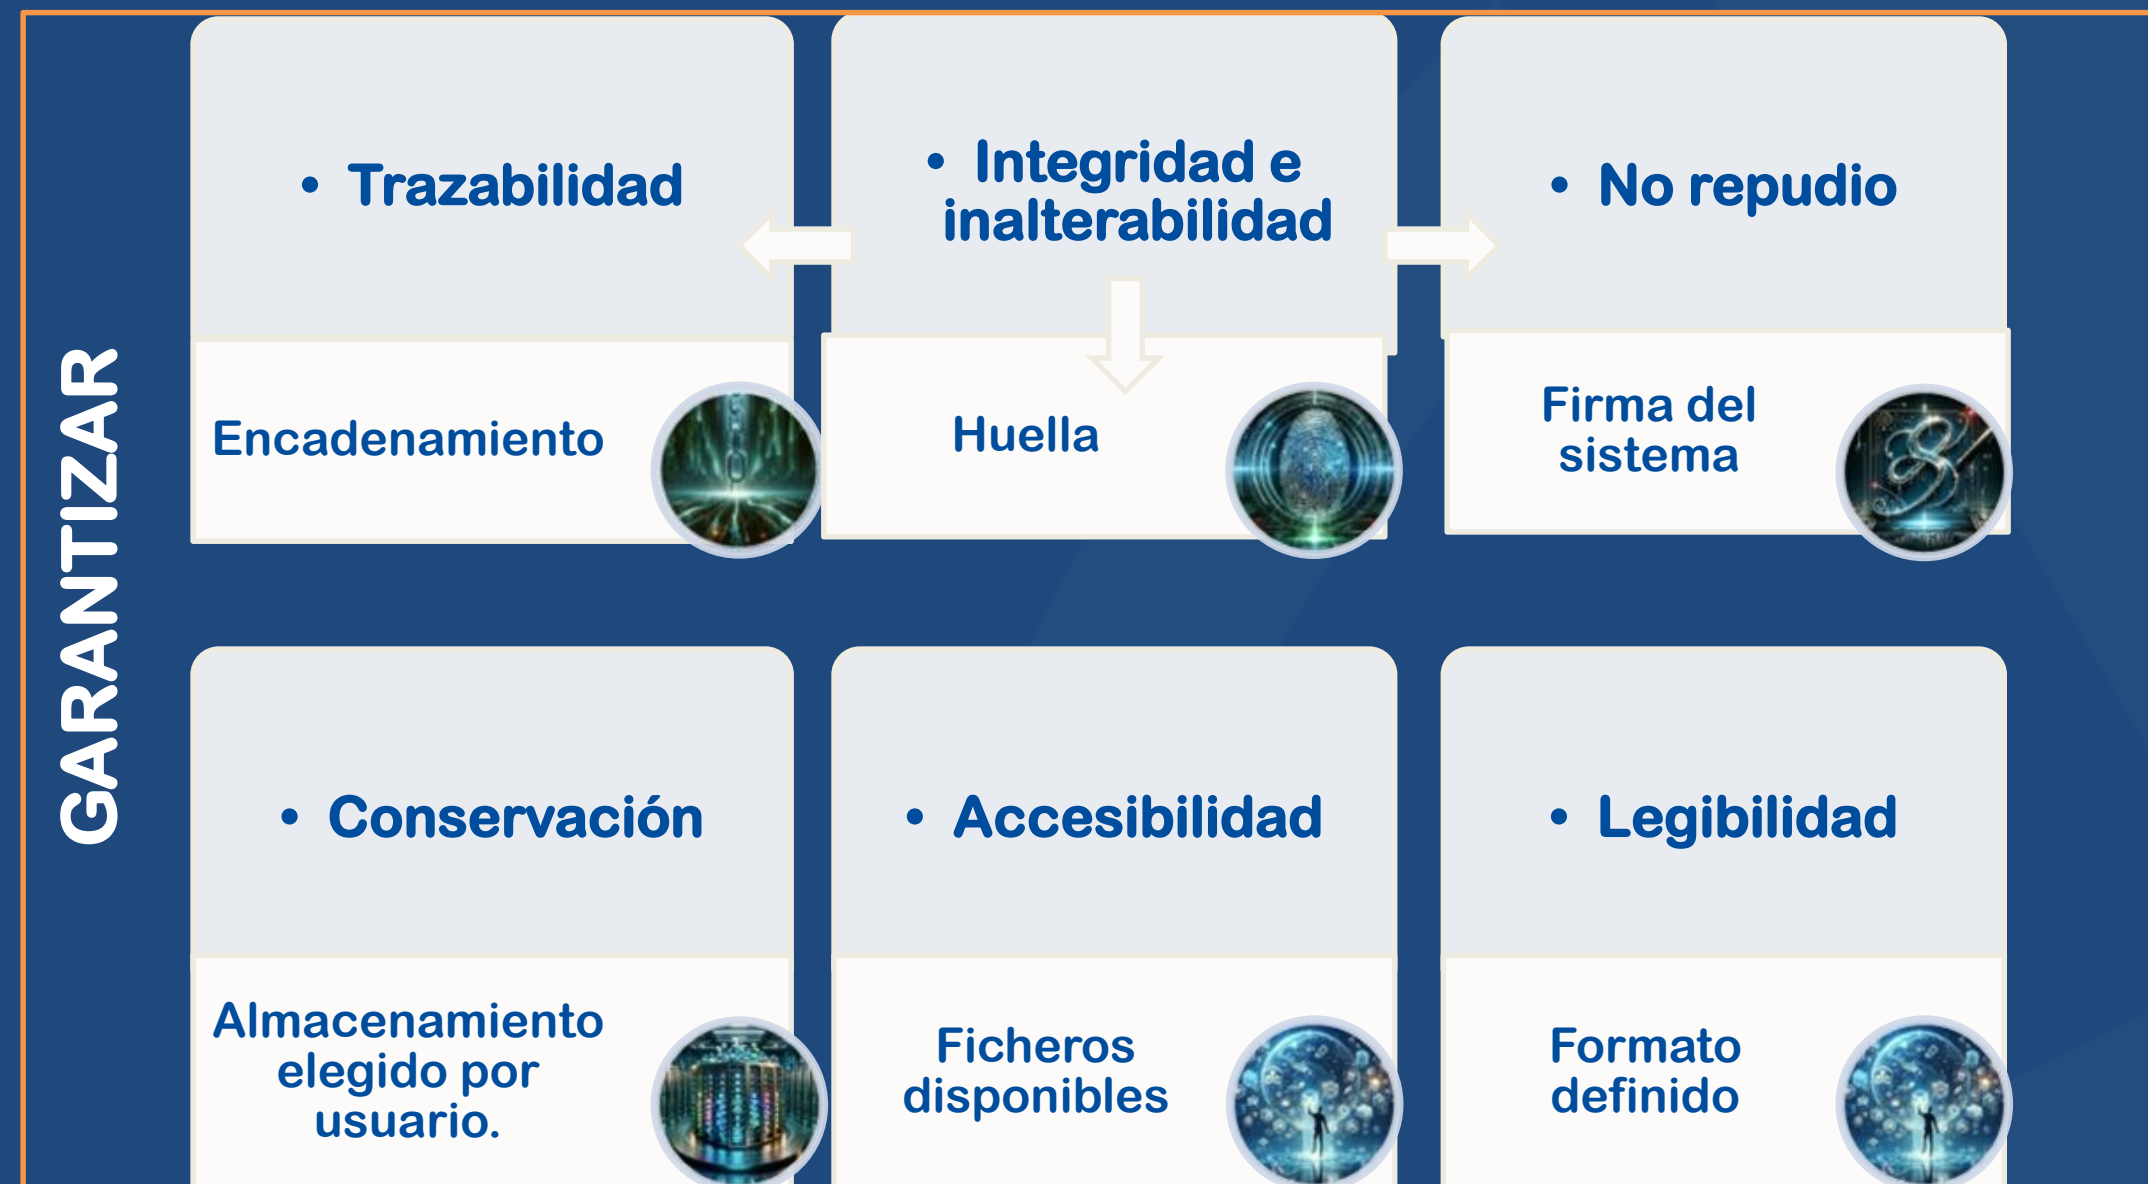 GARANTIZAR
• Trazabilidad
Encadenamiento
• Integridad e
inalterabilidad
Huella
• No repudio
Firma del
sistema
• Conservación
Almacenamiento
elegido por
usuario.
• Accesibilidad
Ficheros
disponibles
• Legibilidad
Formato
definido